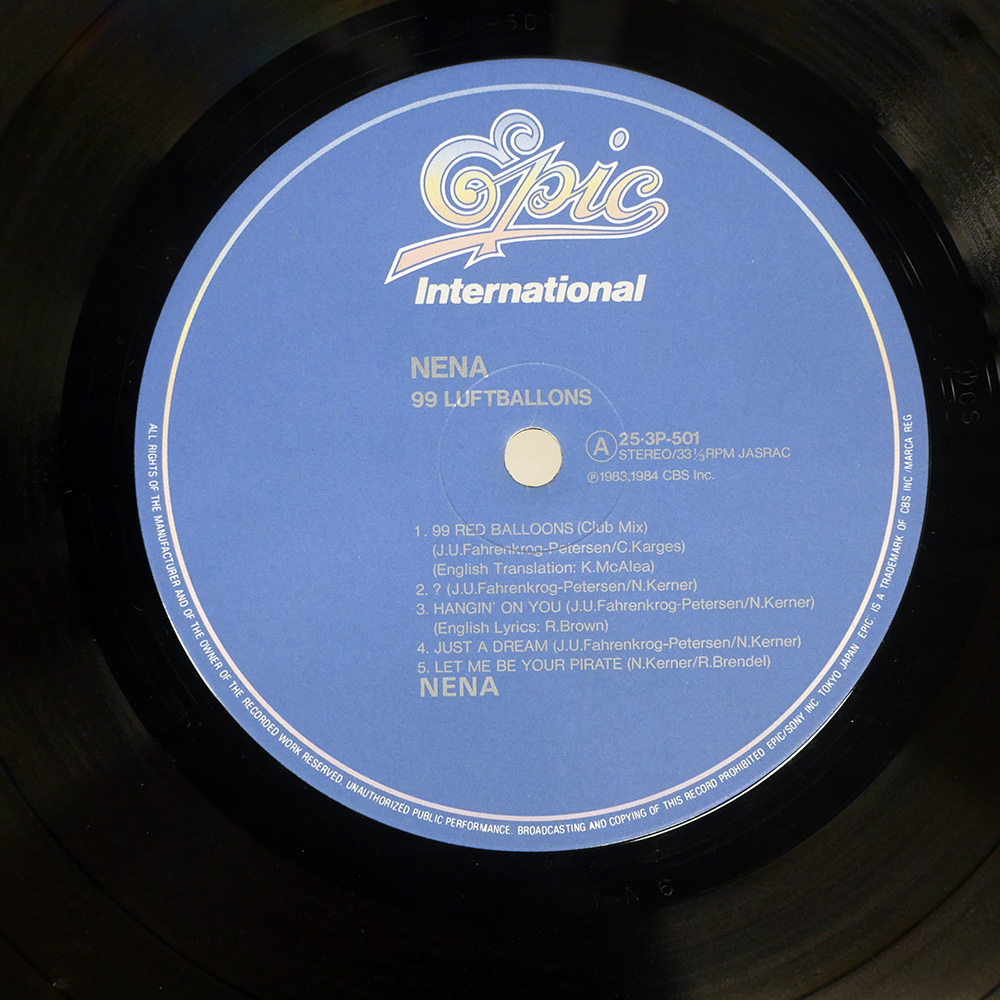 Epic
International
NENA
99 LUFTBALLONS
A 25·3P-501
STEREO/33⅓RPM JASRAC
℗1983,1984 CBS Inc.
1. 99 RED BALLOONS (Club Mix)
(J.U.Fahrenkrog-Petersen/C.Karges)
(English Translation: K.McAlea)
2. ? (J.U.Fahrenkrog-Petersen/N.Kerner)
3. HANGIN' ON YOU (J.U.Fahrenkrog-Petersen/N.Kerner)
(English Lyrics: R.Brown)
4. JUST A DREAM (J.U.Fahrenkrog-Petersen/N.Kerner)
5. LET ME BE YOUR PIRATE (N.Kerner/R.Brendel)
NENA
ALL RIGHTS OF THE MANUFACTURER AND OF THE OWNER OF THE RECORDED WORK RESERVED. UNAUTHORIZED PUBLIC PERFORMANCE. BROADCASTING AND COPYING OF THIS RECORD PROHIBITED EPIC/SONY INC. TOKYO JAPAN "EPIC" IS A TRADEMARK OF CBS INC /MARCA REG